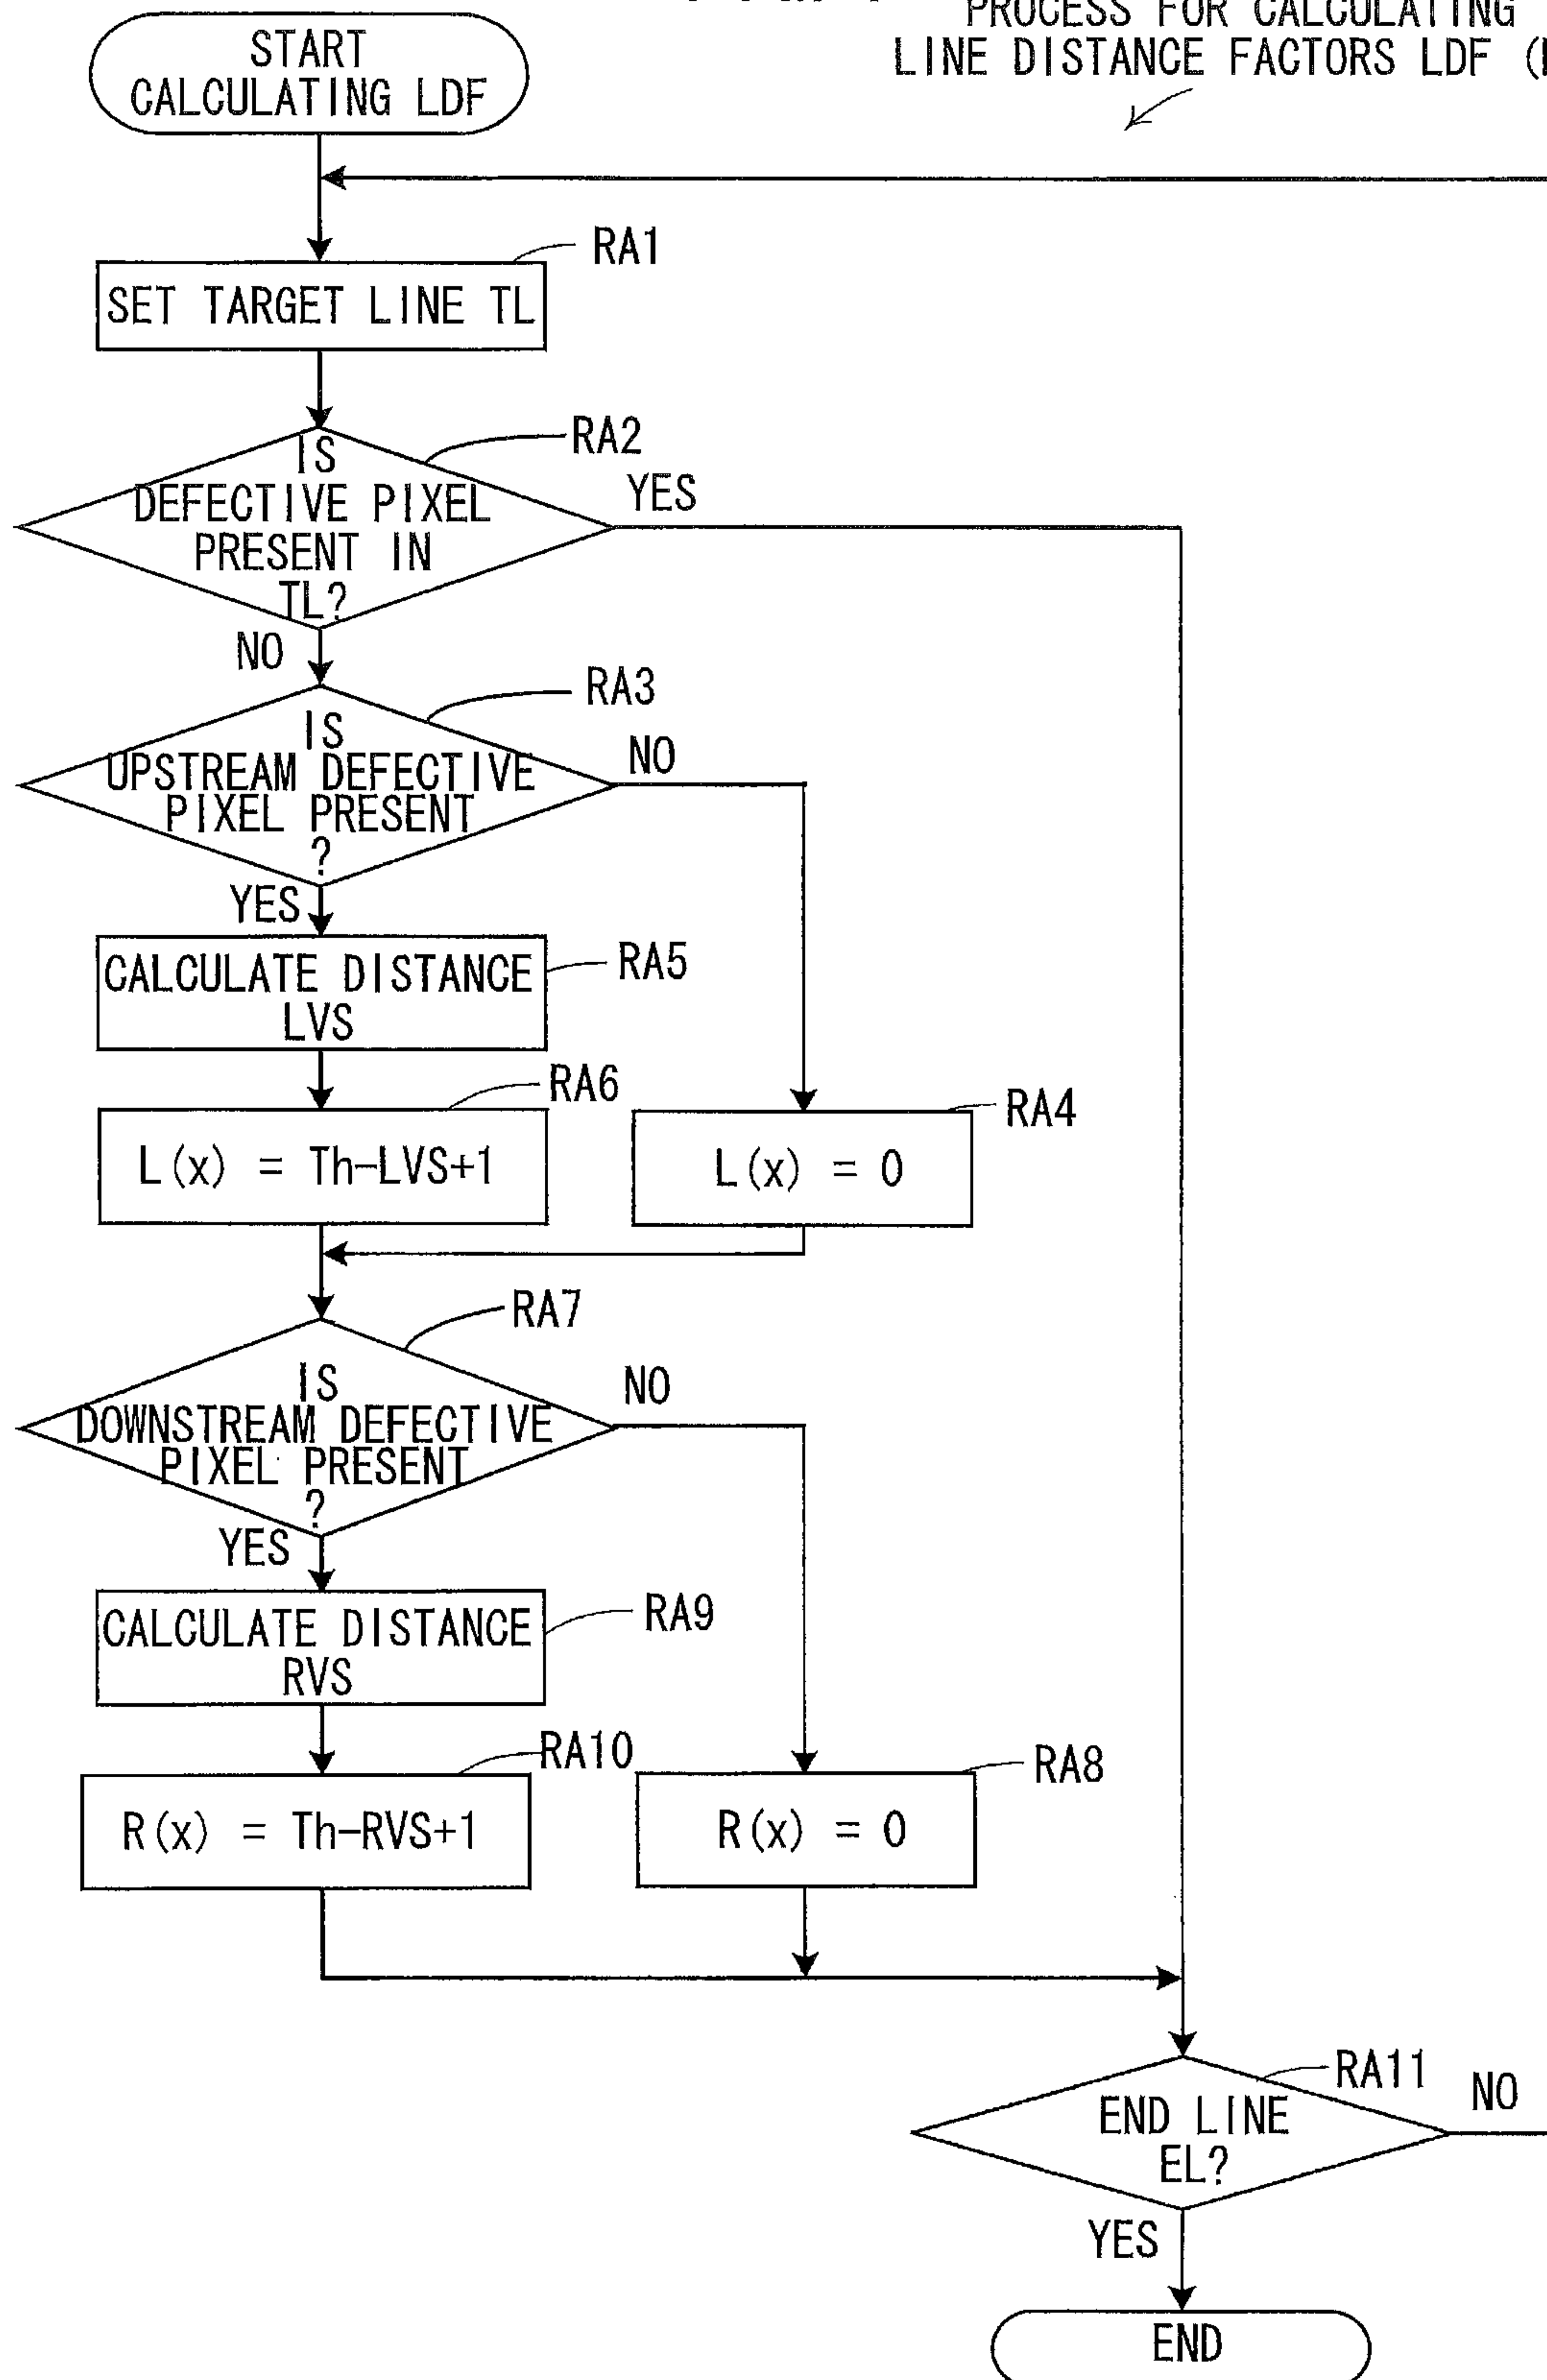 PROCESS FOR CALCULATING
LINE DISTANCE FACTORS LDF (
START
CALCULATING LDF
RA1
SET TARGET LINE TL
RA2
IS
DEFECTIVE PIXEL
PRESENT IN
TL?
YES
NO
RA3
IS
UPSTREAM DEFECTIVE
PIXEL PRESENT
?
NO
YES
RA5
CALCULATE DISTANCE
LVS
RA6
L(x) = Th-LVS+1
RA4
L(x) = 0
RA7
IS
DOWNSTREAM DEFECTIVE
PIXEL PRESENT
?
NO
YES
RA9
CALCULATE DISTANCE
RVS
RA10
R(x) = Th-RVS+1
RA8
R(x) = 0
RA11
END LINE
EL?
NO
YES
END